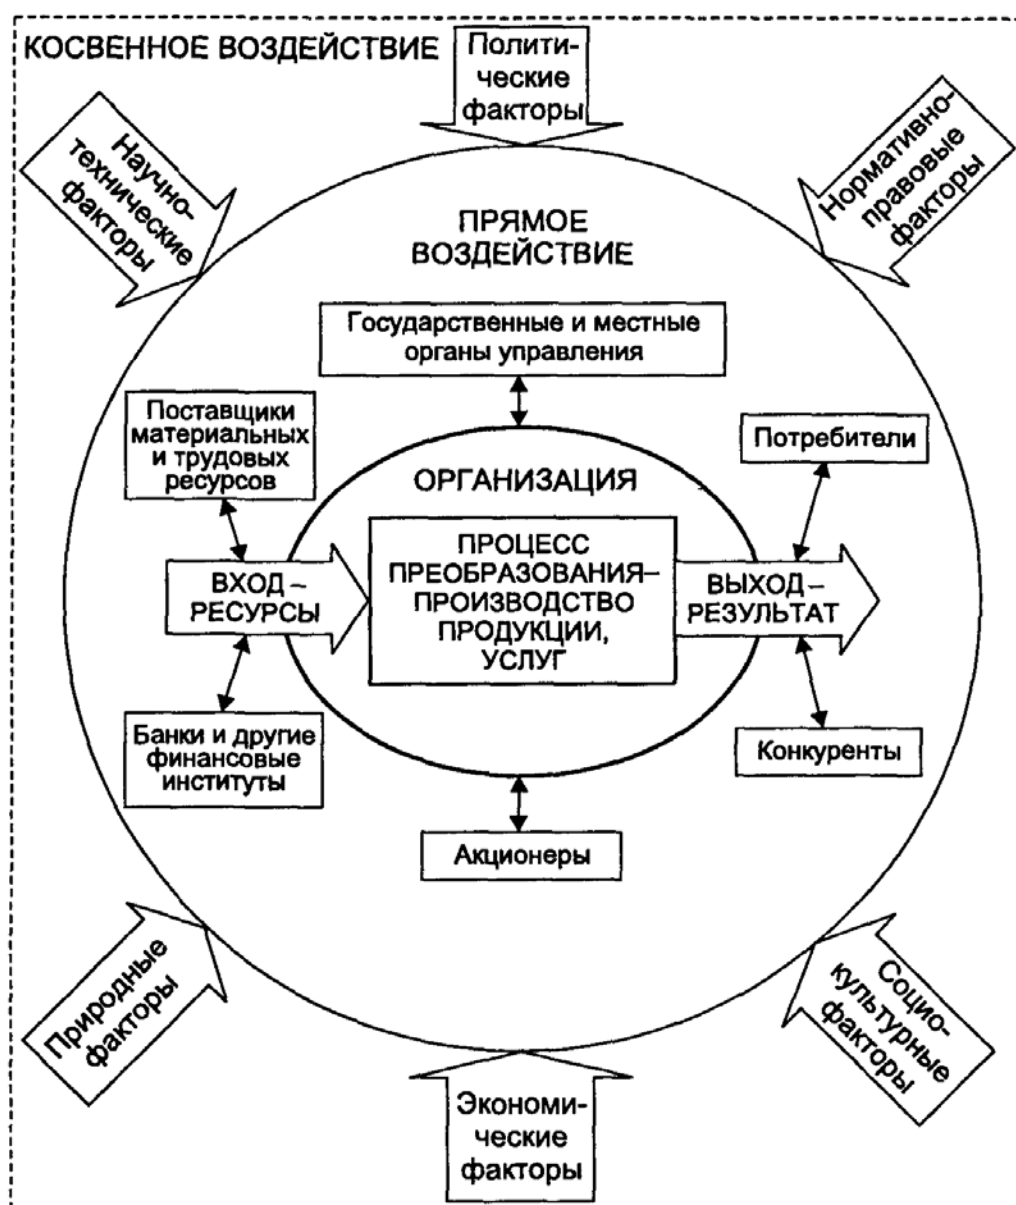 КОСВЕННОЕ ВОЗДЕЙСТВИЕ
Полити-
ческие
факторы
Научно-
технические
факторы
Нормативно-
правовые
факторы
ПРЯМОЕ
ВОЗДЕЙСТВИЕ
Государственные и местные
органы управления
Поставщики
материальных
и трудовых
ресурсов
Потребители
ОРГАНИЗАЦИЯ
ВХОД –
РЕСУРСЫ
ПРОЦЕСС
ПРЕОБРАЗОВАНИЯ–
ПРОИЗВОДСТВО
ПРОДУКЦИИ,
УСЛУГ
ВЫХОД–
РЕЗУЛЬТАТ
Банки и другие
финансовые
институты
Конкуренты
Акционеры
Природные
факторы
Экономи-
ческие
факторы
Социо-
культурные
факторы